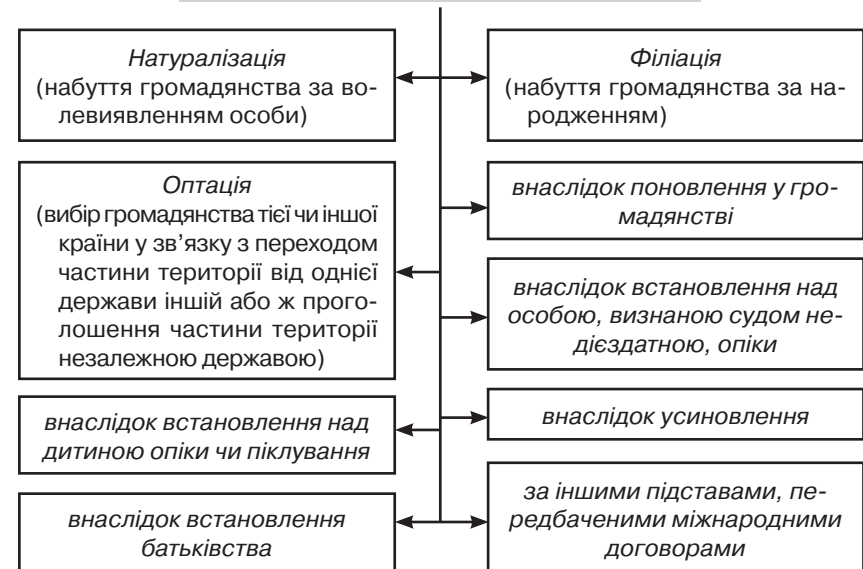 Натуралізація
(набуття громадянства за во-
левиявленням особи)
Філіація
(набуття громадянства за на-
родженням)
Оптація
(вибір громадянства тієї чи іншої
країни у зв’язку з переходом
частини території від однієї
держави іншій або ж прого-
лошення частини території
незалежною державою)
внаслідок поновлення у гро-
мадянстві
внаслідок встановлення над
особою, визнаною судом не-
дієздатною, опіки
внаслідок встановлення над
дитиною опіки чи піклування
внаслідок усиновлення
внаслідок встановлення
батьківства
за іншими підставами, пе-
редбаченими міжнародними
договорами